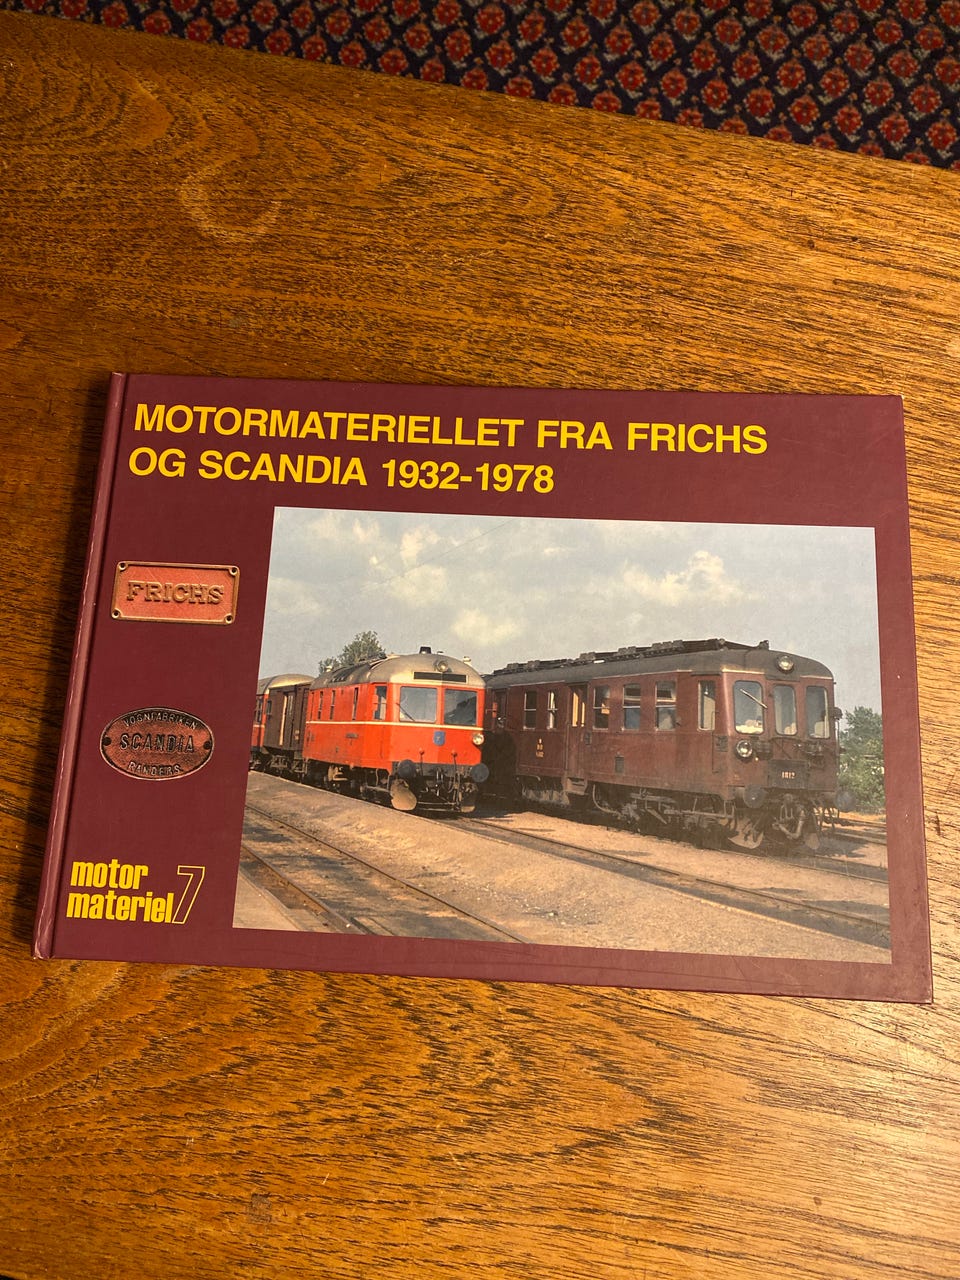 MOTORMATERIELLET FRA FRICHS
OG SCANDIA 1932-1978
FRICHS
VOGNFABRIKEN
SCANDIA
RANDERS
motor
materiel 7